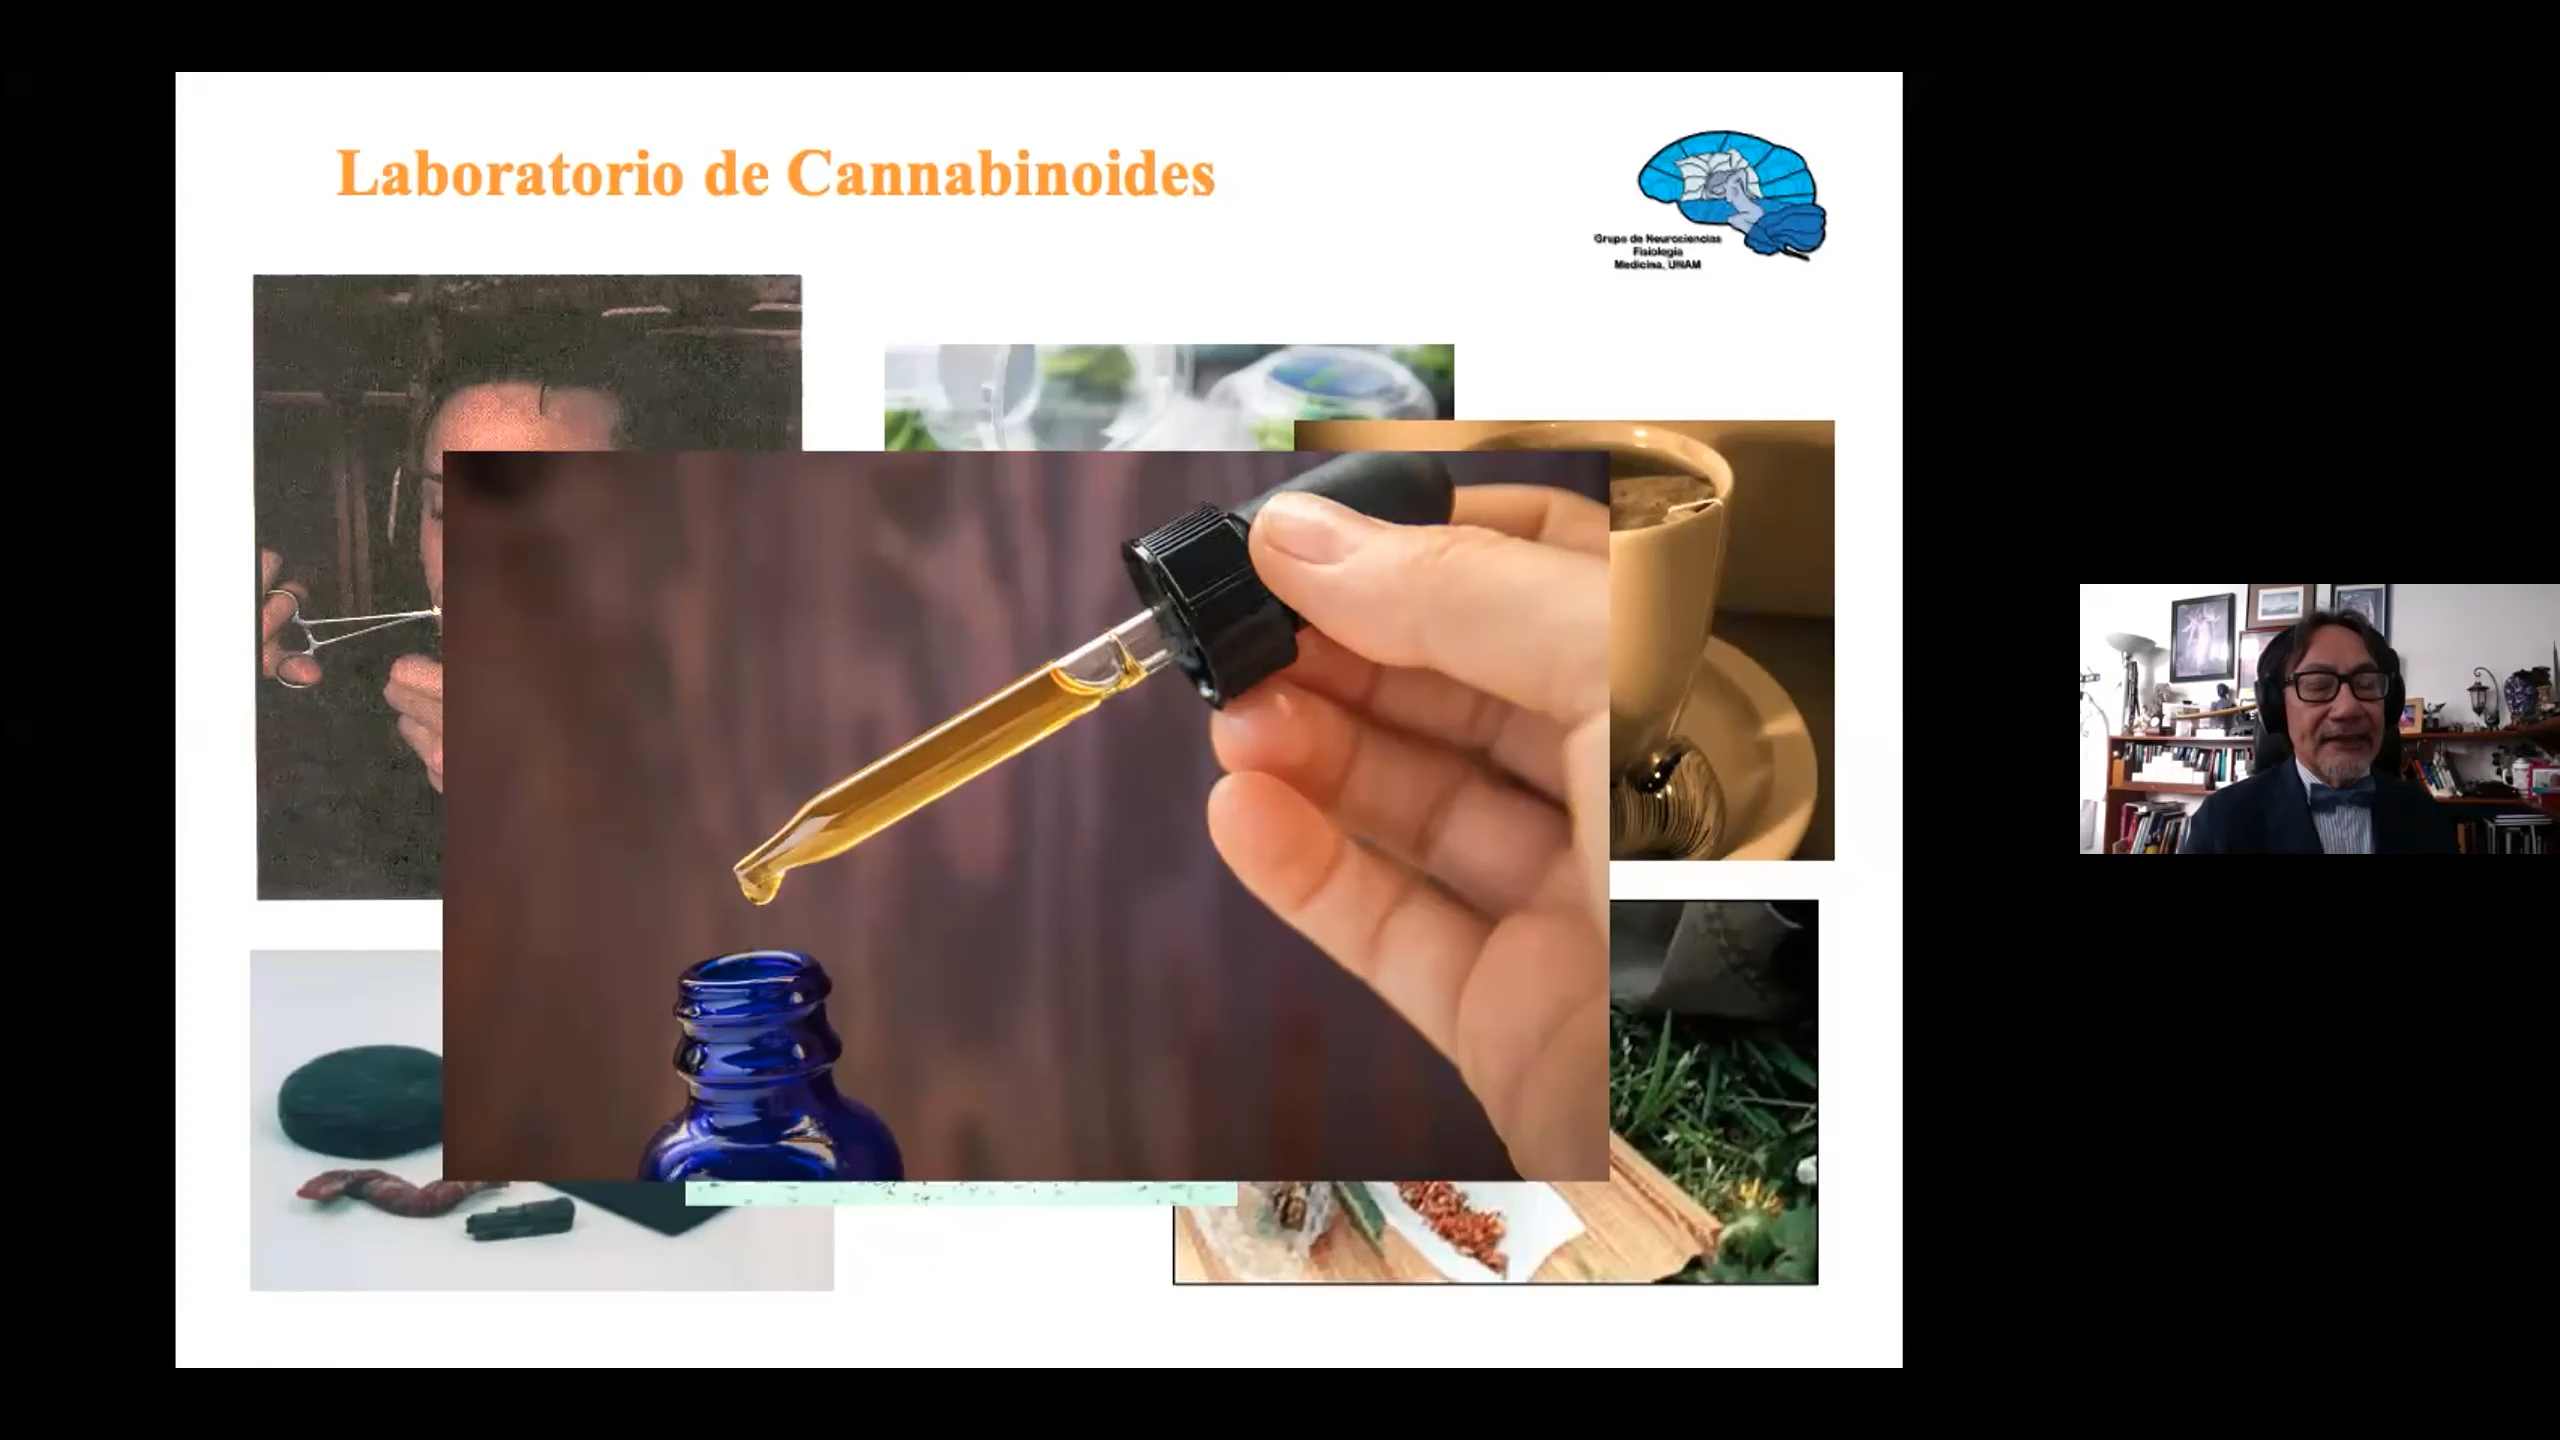 Laboratorio de Cannabinoides
Grupo de Neurociencias
Fisiología
Medicina, UNAM